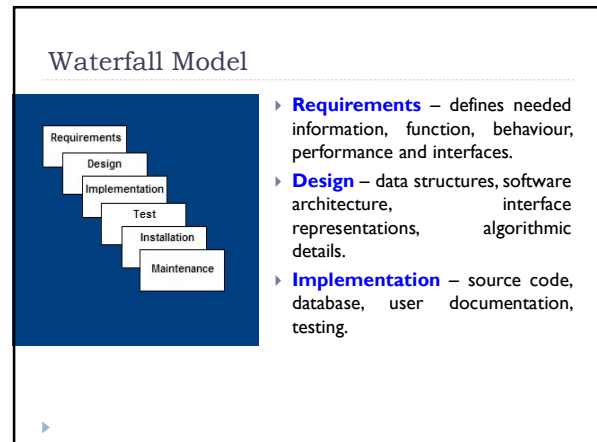 Waterfall Model
Requirements
Design
Implementation
Test
Installation
Maintenance
Requirements – defines needed
information, function, behaviour,
performance and interfaces.
Design – data structures, software
architecture, interface
representations, algorithmic
details.
Implementation – source code,
database, user documentation,
testing.